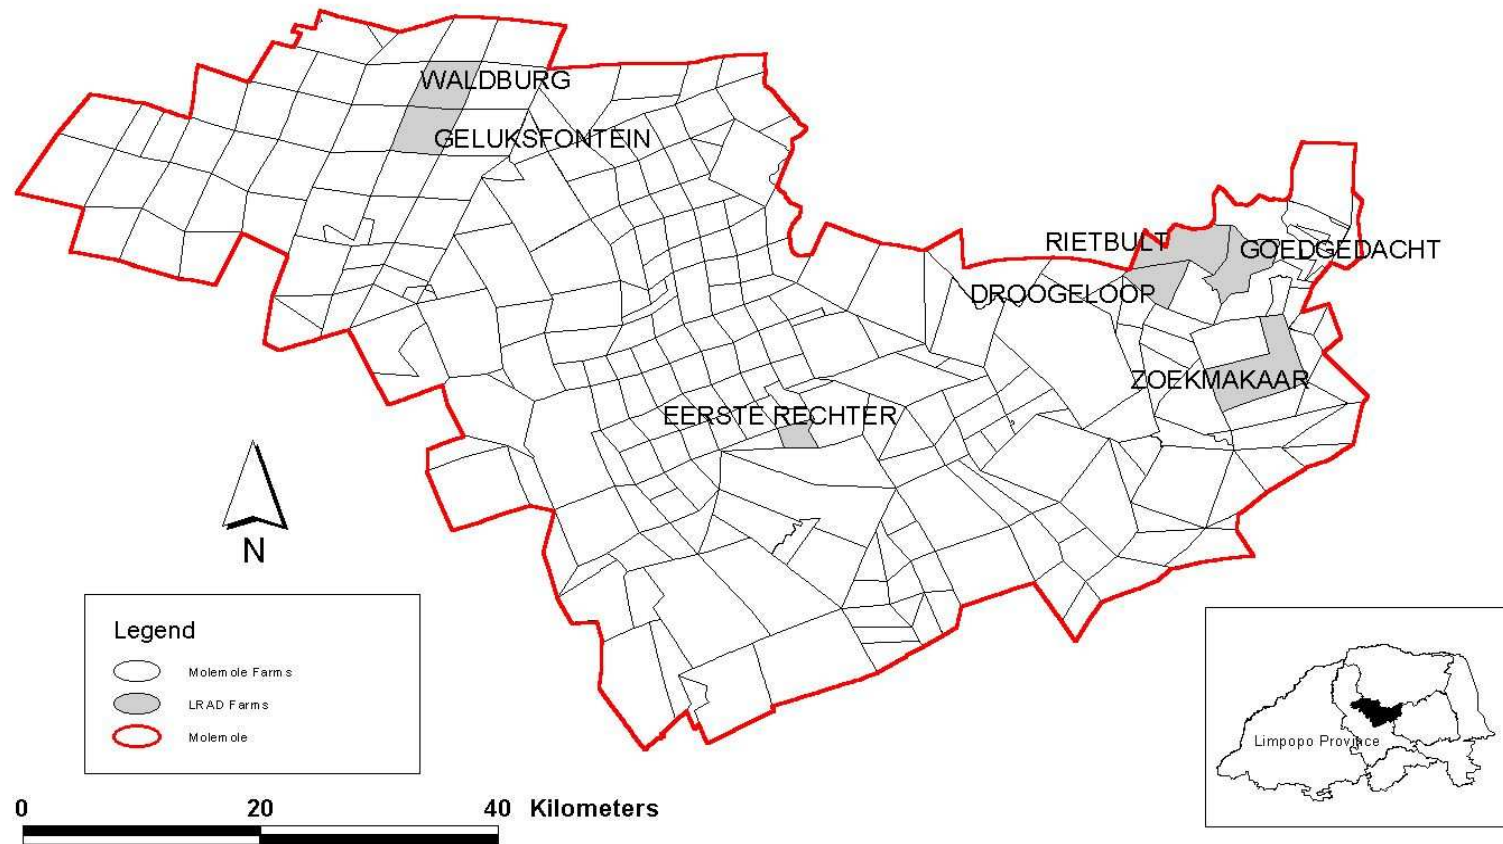 WALDBURG
GELUKSFONTEIN
RIETBULT
GOEDGEDACHT
DROOGELOOP
ZOEKMAKAAR
EERSTE RECHTER
N
Legend
Molemole Farms
LRAD Farms
Molemole
Limpopo Province
0 20 40 Kilometers